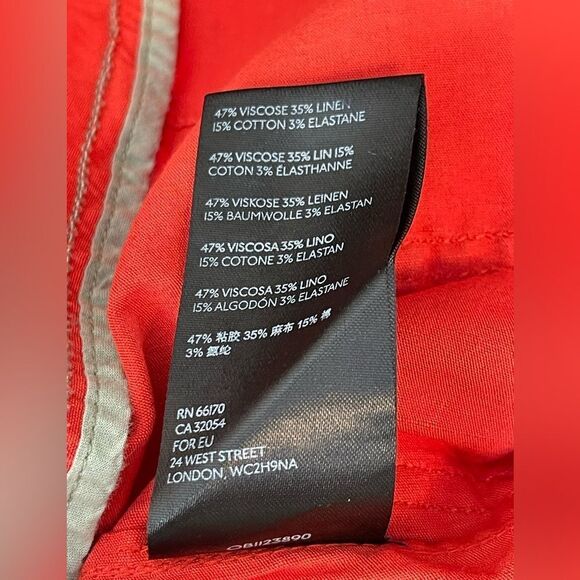 47% VISCOSE 35% LINEN
15% COTTON 3% ELASTANE
47% VISCOSE 35% LIN 15%
COTON 3% ÉLASTHANNE
47% VISKOSE 35% LEINEN
15% BAUMWOLLE 3% ELASTAN
47% VISCOSA 35% LINO
15% COTONE 3% ELASTAN
47% VISCOSA 35% LINO
15% ALGODÓN 3% ELASTANE
47% 粘胶 35% 麻布 15% 棉
3% 氨纶
RN 66170
CA 32054
FOR EU
24 WEST STREET
LONDON, WC2H9NA
OB1123890